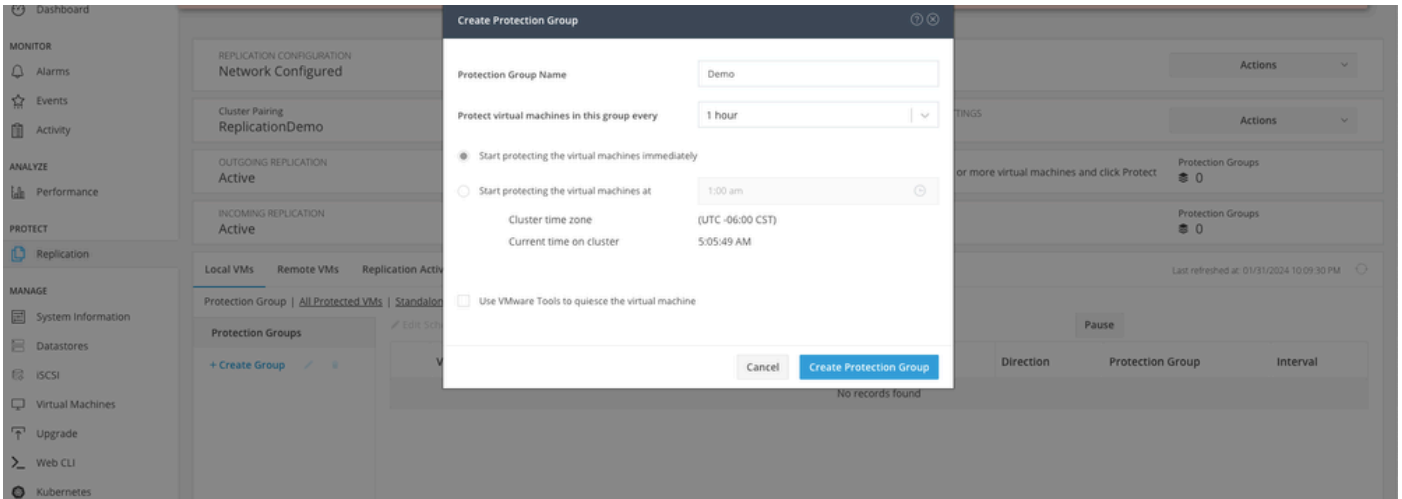 Dashboard
MONITOR
Alarms
Events
Activity
ANALYZE
Performance
PROTECT
Replication
MANAGE
System Information
Datastores
iSCSI
Virtual Machines
Upgrade
Web CLI
Kubernetes
REPLICATION CONFIGURATION
Network Configured
Actions
Cluster Pairing
ReplicationDemo
TINGS
Actions
OUTGOING REPLICATION
Active
or more virtual machines and click Protect
Protection Groups
0
INCOMING REPLICATION
Active
Protection Groups
0
Local VMs Remote VMs Replication Activ
Last refreshed at: 01/31/2024 10:09:30 PM
Protection Group | All Protected VMs | Standalon
Protection Groups
+ Create Group
Edit Sch
Pause
V Direction Protection Group Interval
No records found
Create Protection Group
Protection Group Name Demo
Protect virtual machines in this group every 1 hour
Start protecting the virtual machines immediately
Start protecting the virtual machines at 1:00 am
Cluster time zone (UTC -06:00 CST)
Current time on cluster 5:05:49 AM
Use VMware Tools to quiesce the virtual machine
Cancel Create Protection Group